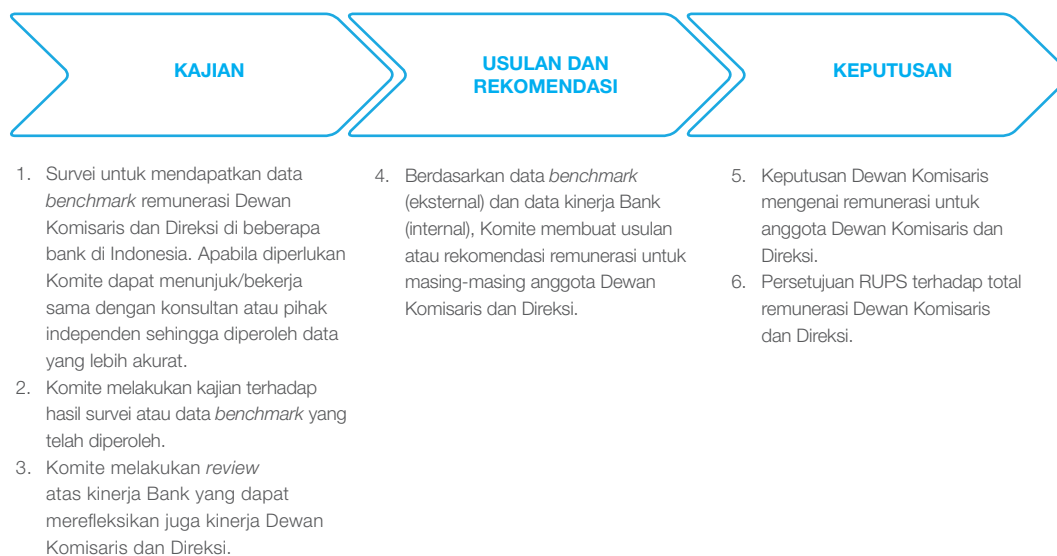 KAJIAN
USULAN DAN
REKOMENDASI
KEPUTUSAN
1. Survei untuk mendapatkan data
benchmark remunerasi Dewan
Komisaris dan Direksi di beberapa
bank di Indonesia. Apabila diperlukan
Komite dapat menunjuk/bekerja
sama dengan konsultan atau pihak
independen sehingga diperoleh data
yang lebih akurat.
2. Komite melakukan kajian terhadap
hasil survei atau data benchmark yang
telah diperoleh.
3. Komite melakukan review
atas kinerja Bank yang dapat
merefleksikan juga kinerja Dewan
Komisaris dan Direksi.
4. Berdasarkan data benchmark
(eksternal) dan data kinerja Bank
(internal), Komite membuat usulan
atau rekomendasi remunerasi untuk
masing-masing anggota Dewan
Komisaris dan Direksi.
5. Keputusan Dewan Komisaris
mengenai remunerasi untuk
anggota Dewan Komisaris dan
Direksi.
6. Persetujuan RUPS terhadap total
remunerasi Dewan Komisaris
dan Direksi.